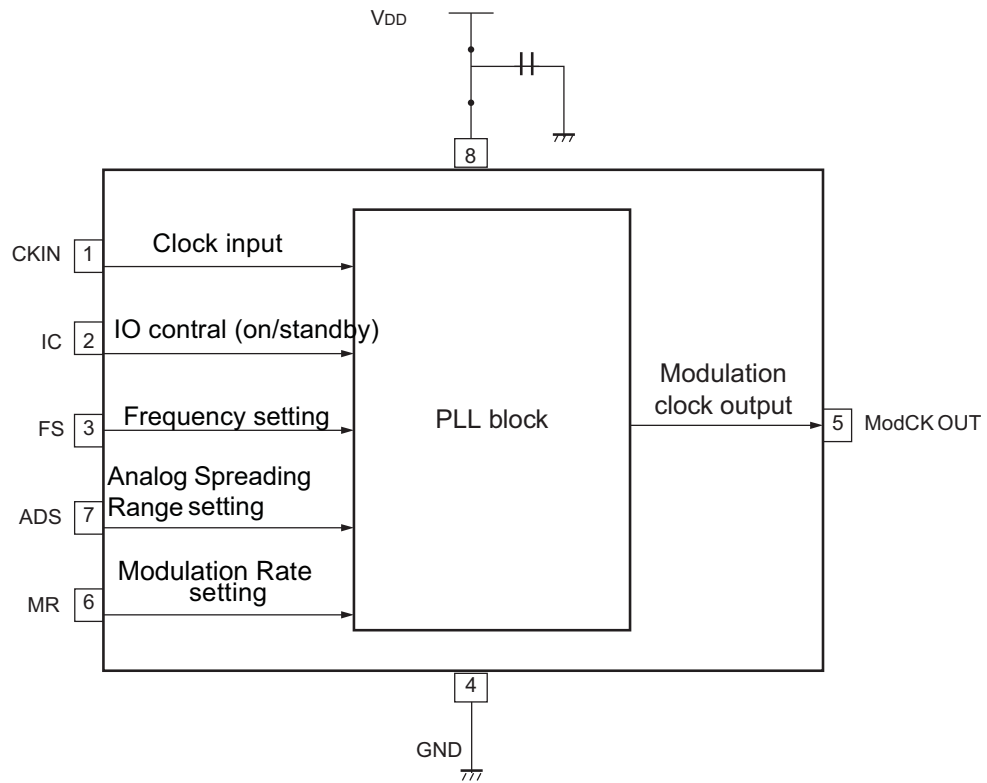 VDD
8
CKIN
1
Clock input
IC
2
IO contral (on/standby)
FS
3
Frequency setting
ADS
7
Analog Spreading
Range setting
MR
6
Modulation Rate
setting
PLL block
Modulation
clock output
5
ModCK OUT
4
GND